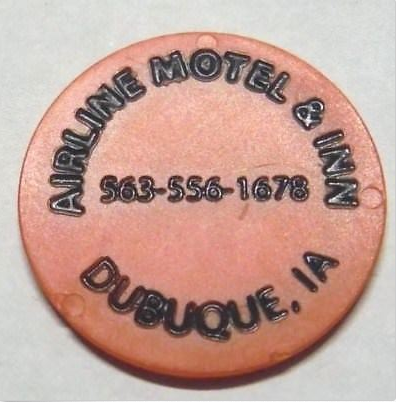 AIRLINE MOTEL & INN
563-556-1678
DUBUQUE, IA